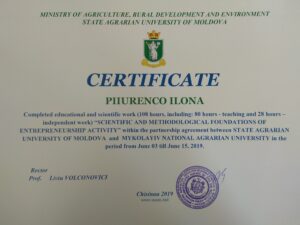 MINISTRY OF AGRICULTURE, RURAL DEVELOPMENT AND ENVIRONMENT
STATE AGRARIAN UNIVERSITY OF MOLDOVA
CERTIFICATE
PIIURENCO ILONA
Completed educational and scientific work (108 hours, including: 80 hours - teaching and 28 hours –
independent work) “SCIENTIFIC AND METHODOLOGICAL FOUNDATIONS OF
ENTREPRENEURSHIP ACTIVITY” within the partnership agreement between STATE AGRARIAN
UNIVERSITY OF MOLDOVA and MYKOLAYIV NATIONAL AGRARIAN UNIVERSITY in the
period from June 03 till June 15, 2019.
Rector
Prof. Liviu VOLCONOVICI
Chisinau 2019